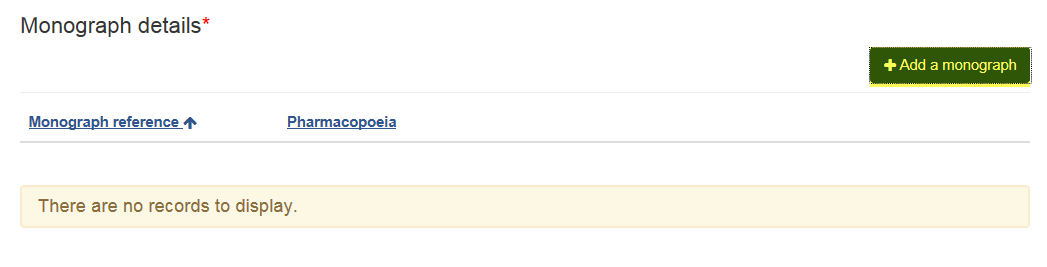 Monograph details*
+ Add a monograph
Monograph reference ↑ Pharmacopoeia
There are no records to display.